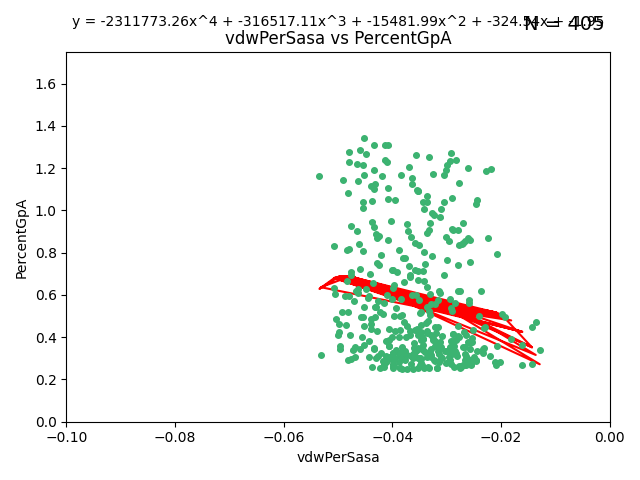 y = -2311773.26x^4 + -316517.11x^3 + -15481.99x^2 + -324.54x + -1.95
N = 405
vdwPerSasa vs PercentGpA
PercentGpA
1.6
1.4
1.2
1.0
0.8
0.6
0.4
0.2
0.0
−0.10 −0.08 −0.06 −0.04 −0.02 0.00
vdwPerSasa